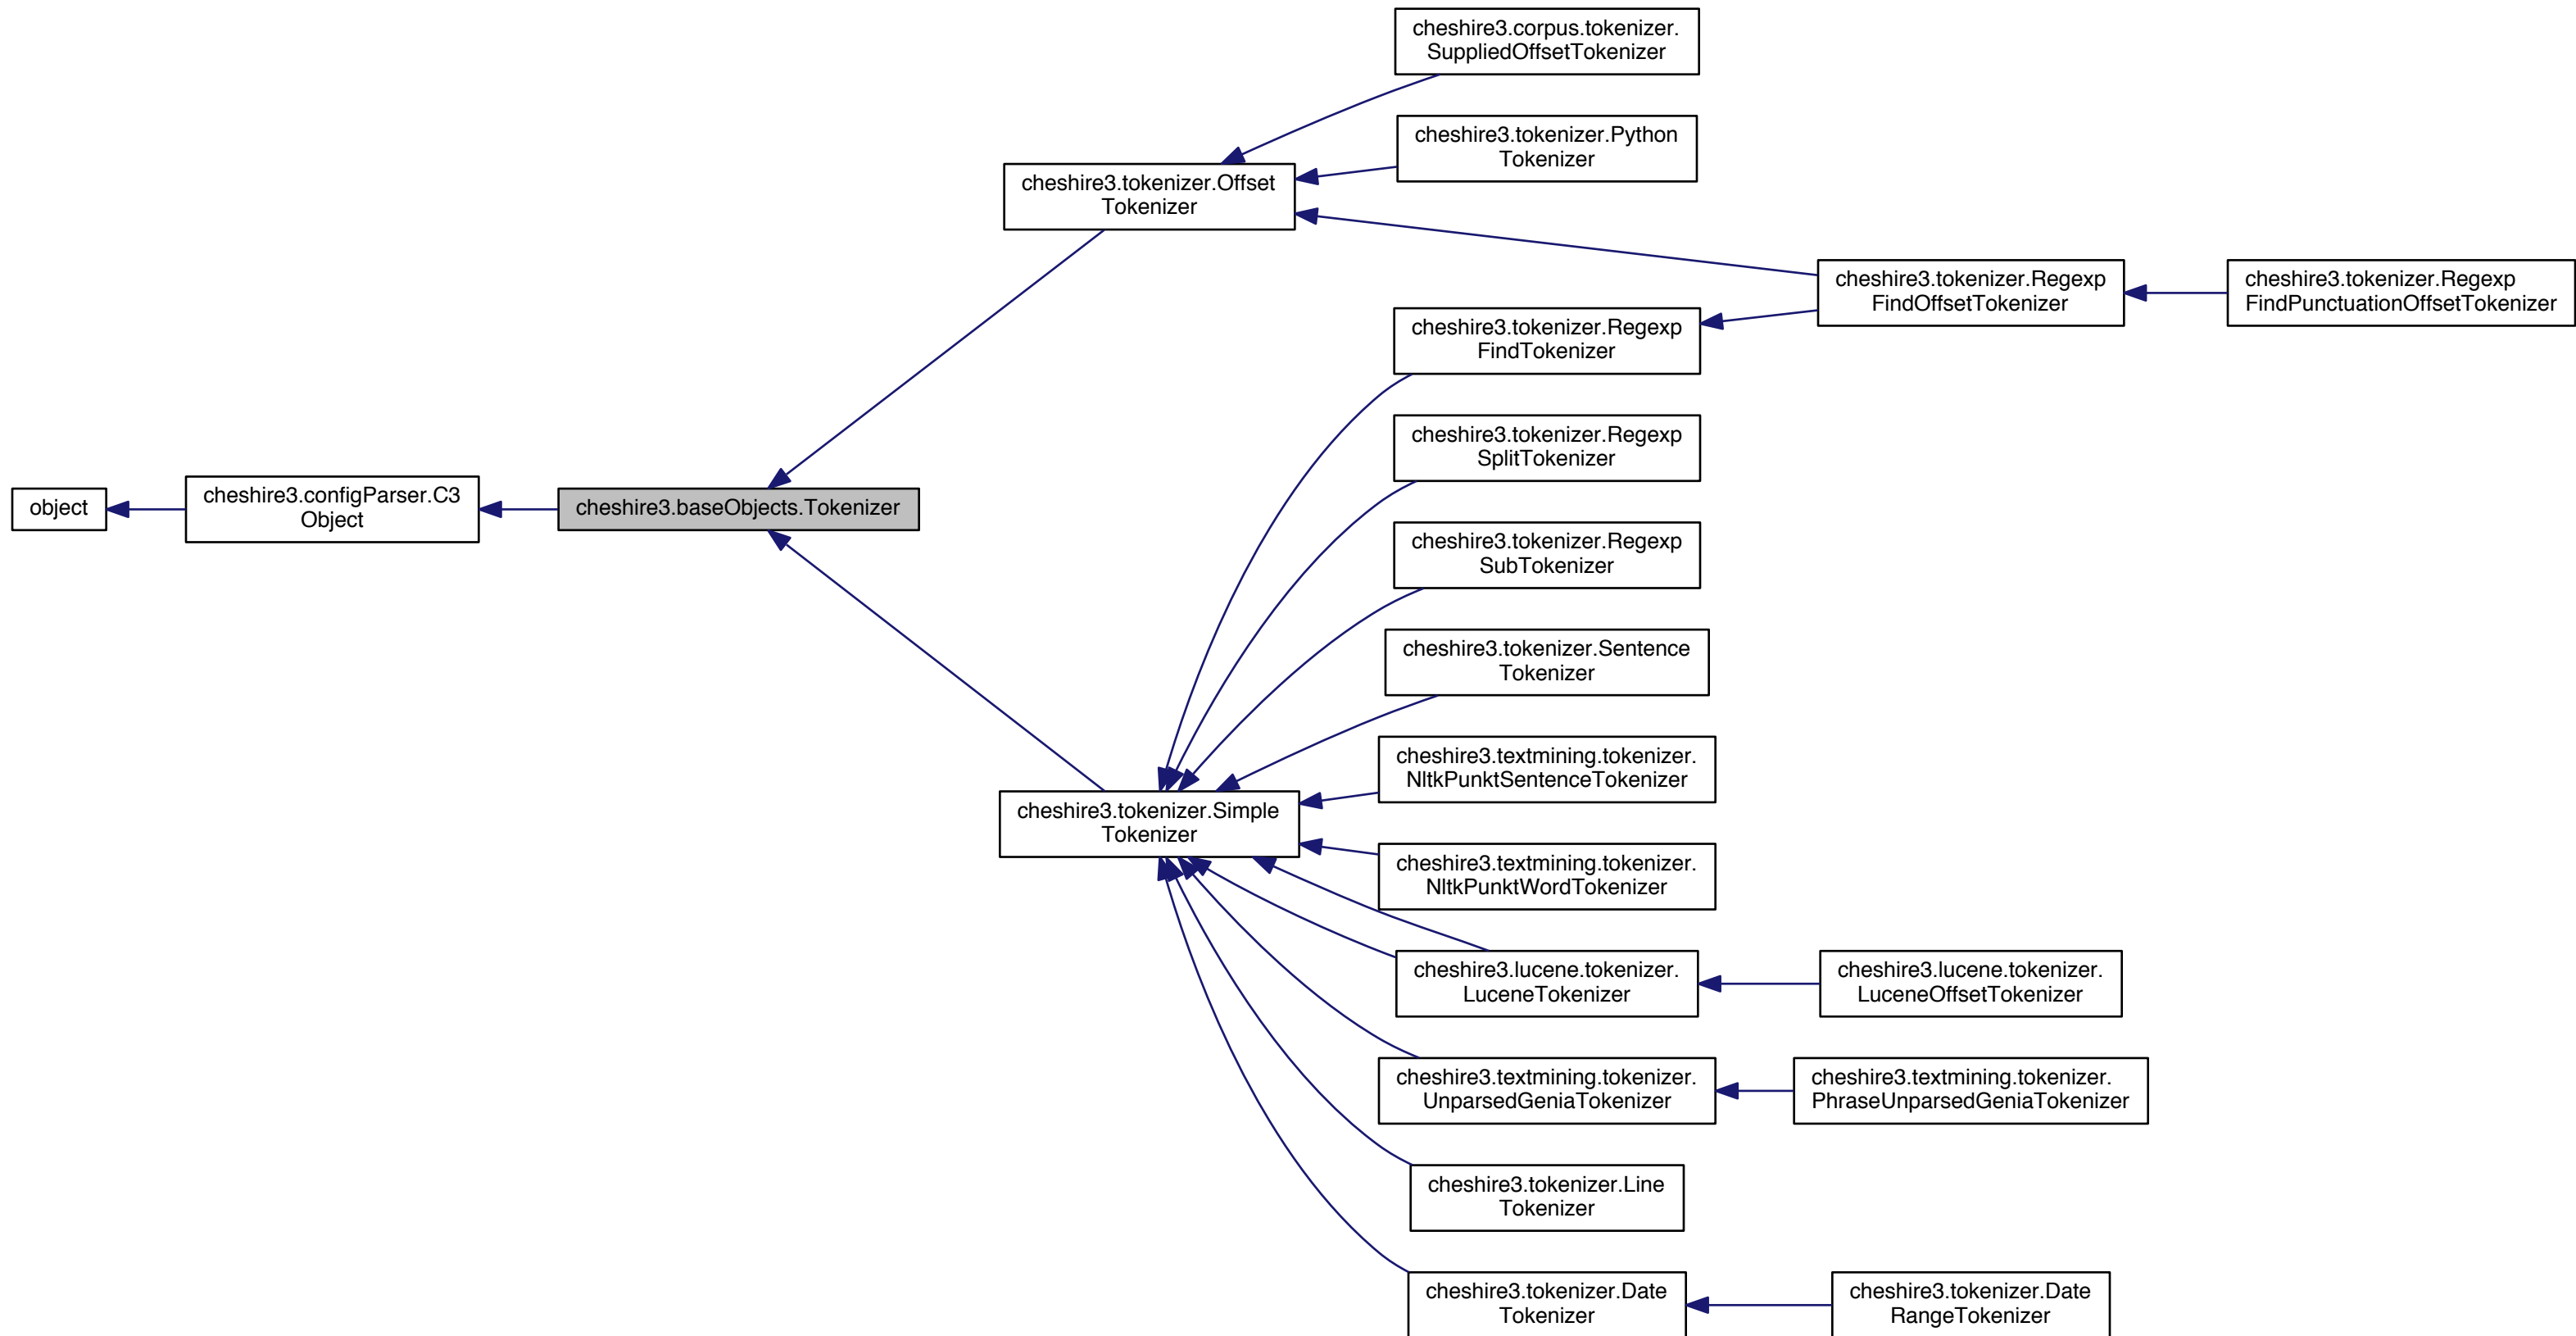 cheshire3.corpus.tokenizer.
SuppliedOffsetTokenizer
cheshire3.tokenizer.Python
Tokenizer
cheshire3.tokenizer.Offset
Tokenizer
cheshire3.tokenizer.Regexp
FindOffsetTokenizer
cheshire3.tokenizer.Regexp
FindPunctuationOffsetTokenizer
cheshire3.tokenizer.Regexp
FindTokenizer
cheshire3.tokenizer.Regexp
SplitTokenizer
object
cheshire3.configParser.C3
Object
cheshire3.baseObjects.Tokenizer
cheshire3.tokenizer.Regexp
SubTokenizer
cheshire3.tokenizer.Sentence
Tokenizer
cheshire3.textmining.tokenizer.
NltkPunktSentenceTokenizer
cheshire3.tokenizer.Simple
Tokenizer
cheshire3.textmining.tokenizer.
NltkPunktWordTokenizer
cheshire3.lucene.tokenizer.
LuceneTokenizer
cheshire3.lucene.tokenizer.
LuceneOffsetTokenizer
cheshire3.textmining.tokenizer.
UnparsedGeniaTokenizer
cheshire3.textmining.tokenizer.
PhraseUnparsedGeniaTokenizer
cheshire3.tokenizer.Line
Tokenizer
cheshire3.tokenizer.Date
Tokenizer
cheshire3.tokenizer.Date
RangeTokenizer